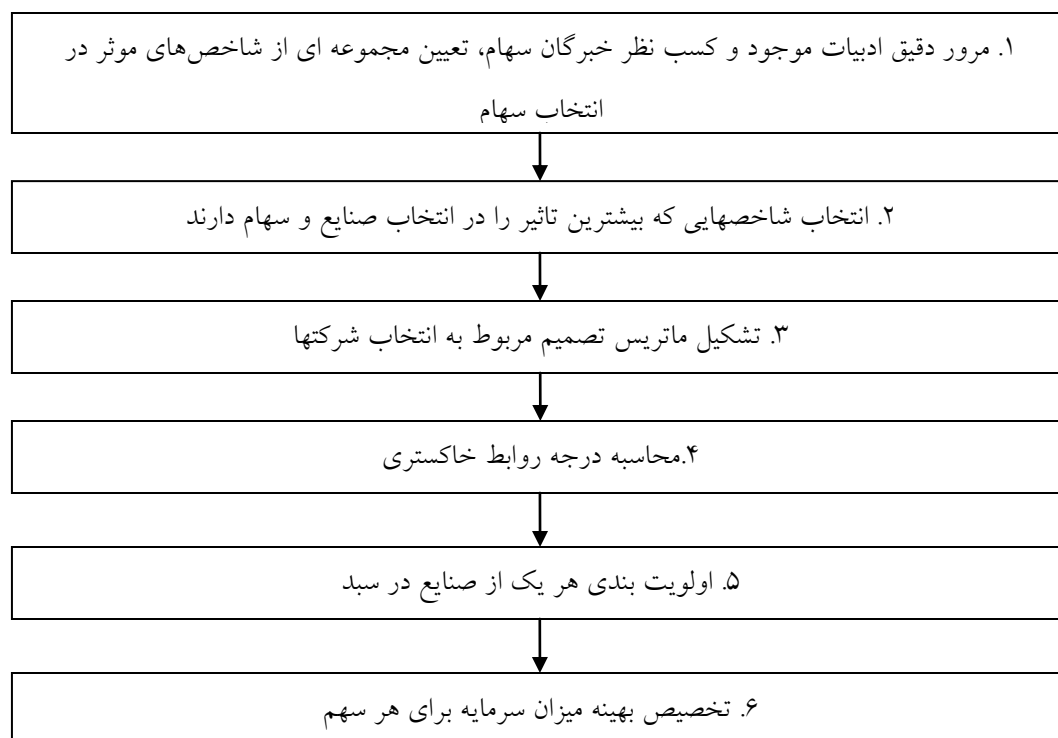 ۱. مرور دقیق ادبیات موجود و کسب نظر خبرگان سهام، تعیین مجموعه ای از شاخص‌های موثر در
انتخاب سهام
۲. انتخاب شاخصهایی که بیشترین تاثیر را در انتخاب صنایع و سهام دارند
۳. تشکیل ماتریس تصمیم مربوط به انتخاب شرکتها
۴.محاسبه درجه روابط خاکستری
۵. اولویت بندی هر یک از صنایع در سبد
۶. تخصیص بهینه میزان سرمایه برای هر سهم